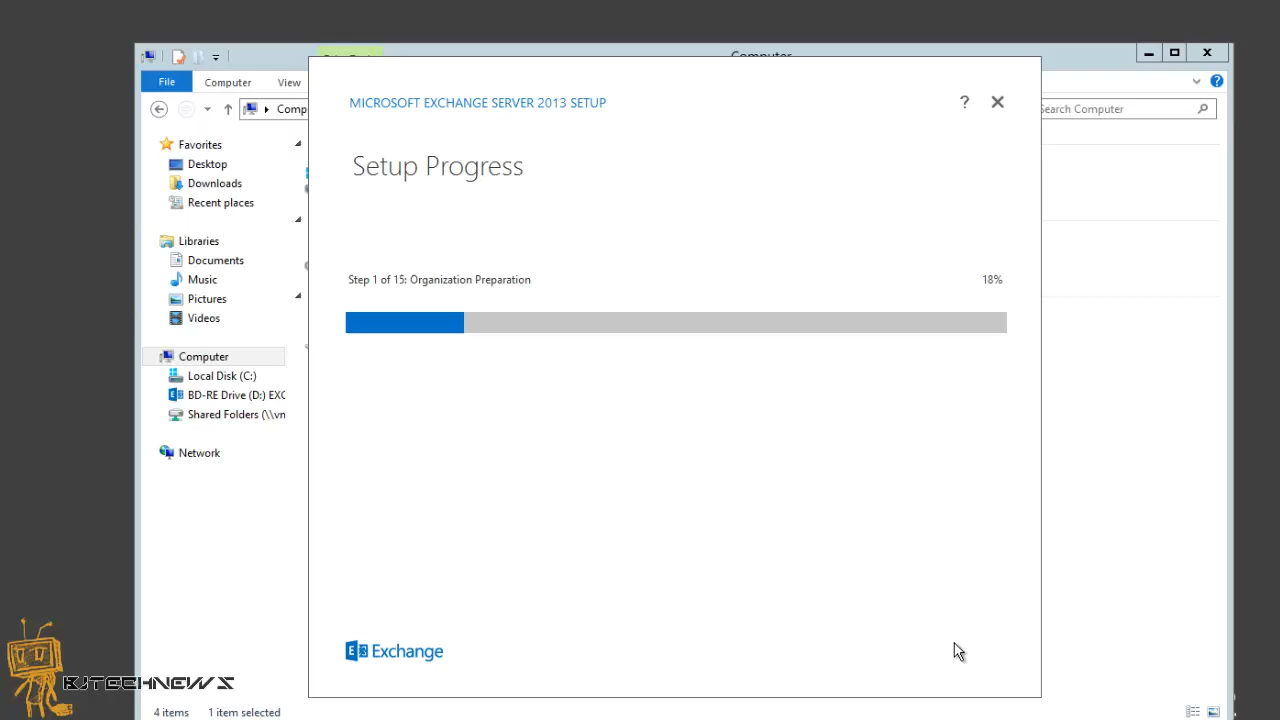 Computer
File
Computer
View
MICROSOFT EXCHANGE SERVER 2013 SETUP
?
Comp
Search Computer
Favorites
Desktop
Downloads
Recent places
Setup Progress
Libraries
Documents
Music
Pictures
Videos
Step 1 of 15: Organization Preparation
18%
Computer
Local Disk (C:)
BD-RE Drive (D:) EXC
Shared Folders (\\vn
Network
Exchange
BJTECHNEWS
4 items
1 item selected